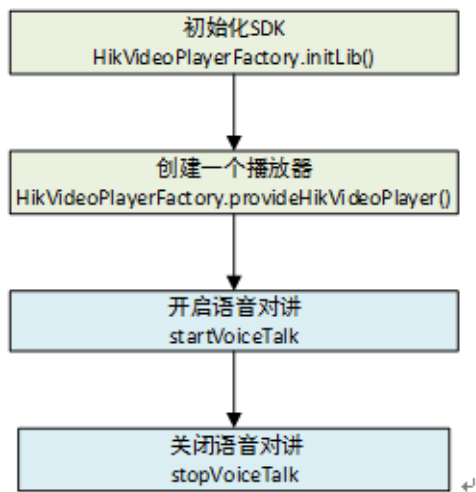 初始化SDK
HikVideoPlayerFactory.initLib()
创建一个播放器
HikVideoPlayerFactory.provideHikVideoPlayer()
开启语音对讲
startVoiceTalk
关闭语音对讲
stopVoiceTalk